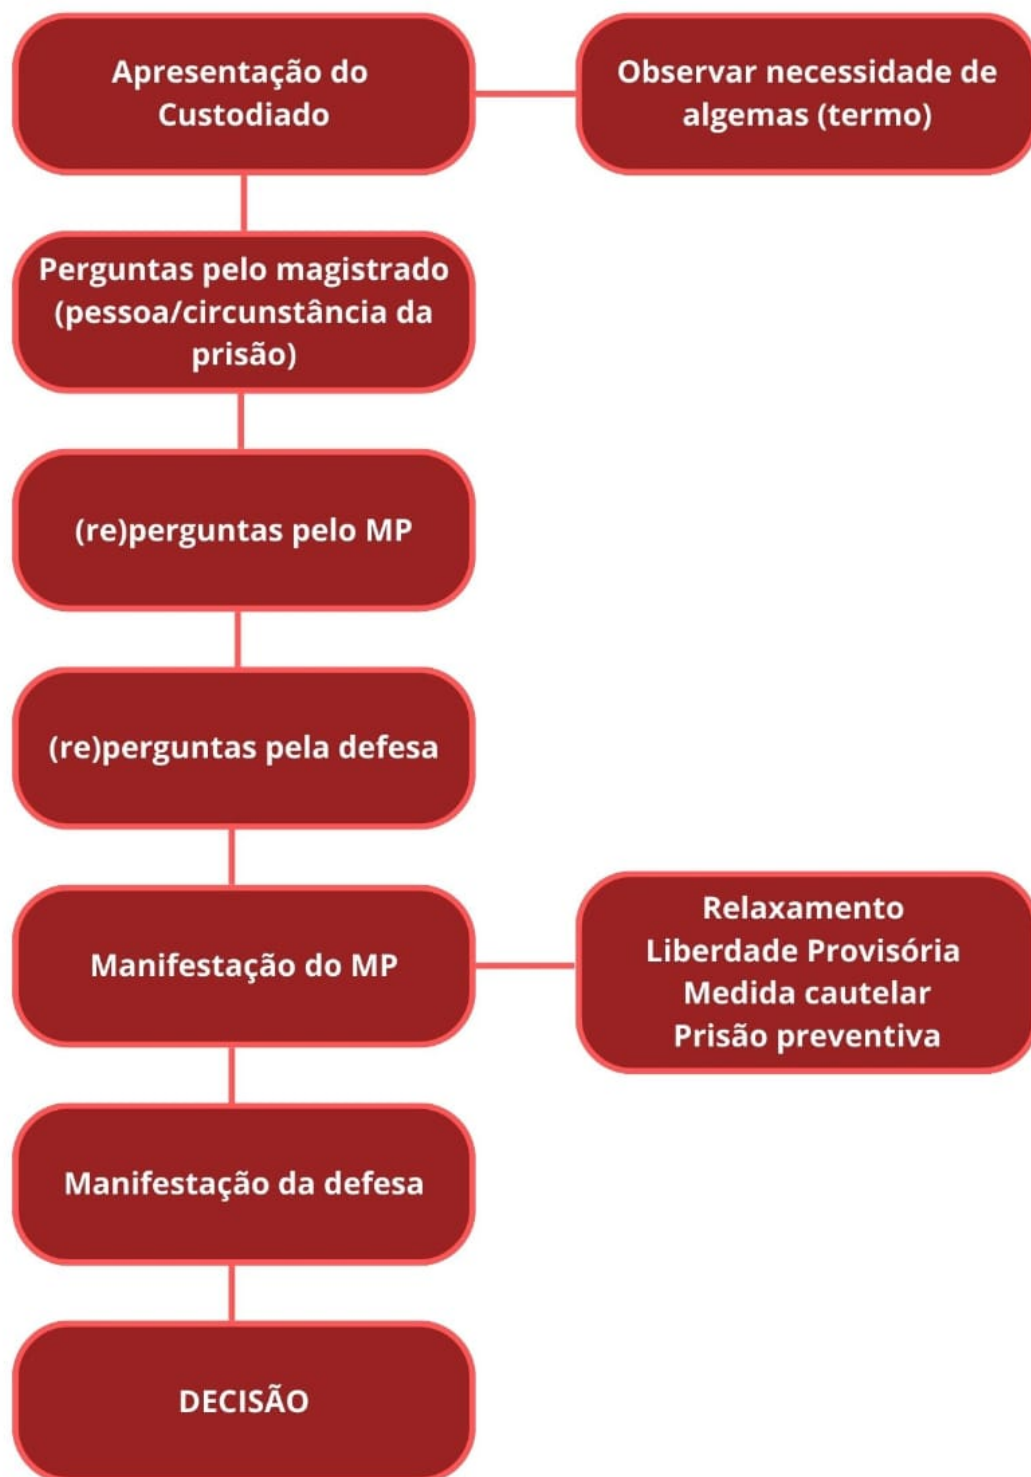 Apresentação do
Custodiado
Observar necessidade de
algemas (termo)
Perguntas pelo magistrado
(pessoa/circunstância da
prisão)
(re)perguntas pelo MP
(re)perguntas pela defesa
Manifestação do MP
Relaxamento
Liberdade Provisória
Medida cautelar
Prisão preventiva
Manifestação da defesa
DECISÃO